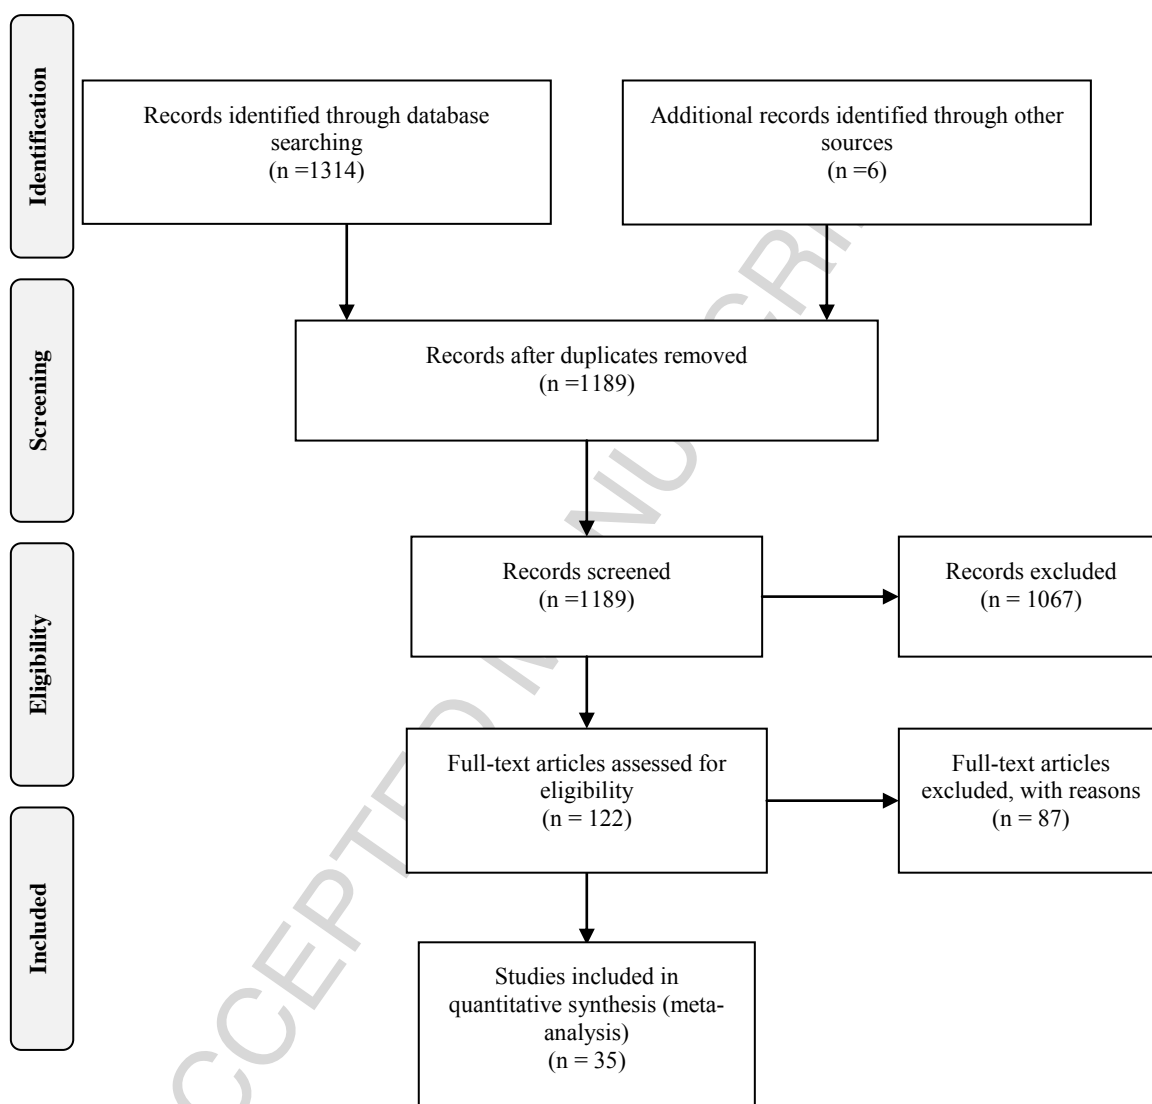 Identification
Records identified through database
searching
(n =1314)
Additional records identified through other
sources
(n =6)
Screening
Records after duplicates removed
(n =1189)
Eligibility
Records screened
(n =1189)
Records excluded
(n = 1067)
Full-text articles assessed for
eligibility
(n = 122)
Full-text articles
excluded, with reasons
(n = 87)
Included
Studies included in
quantitative synthesis (meta-
analysis)
(n = 35)